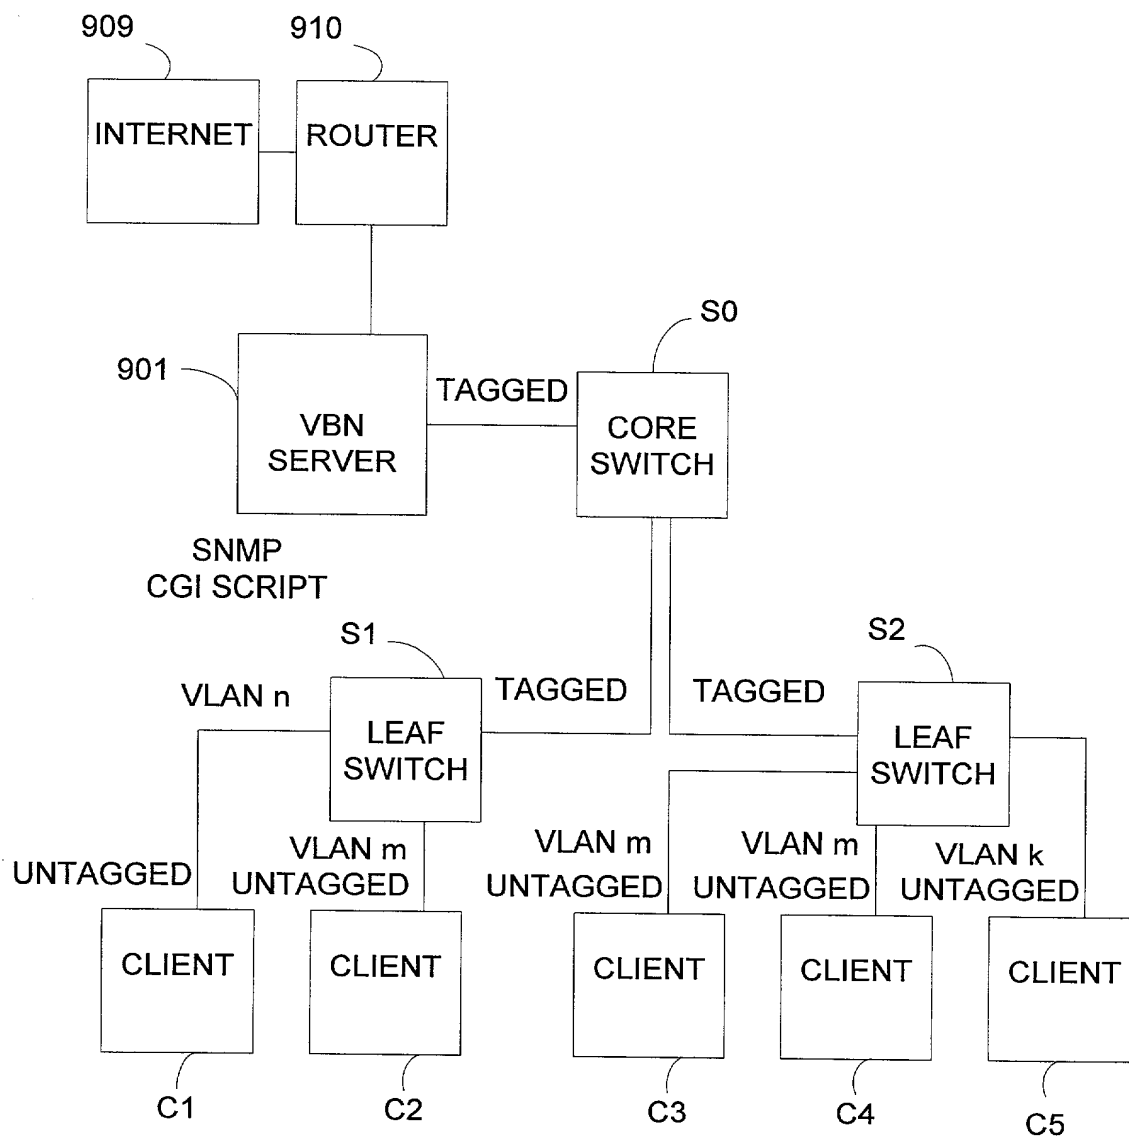 909
910
INTERNET
ROUTER
S0
901
TAGGED
VBN
SERVER
CORE
SWITCH
SNMP
CGI SCRIPT
S1
S2
VLAN n
TAGGED
TAGGED
LEAF
SWITCH
LEAF
SWITCH
UNTAGGED
VLAN m
UNTAGGED
VLAN m
UNTAGGED
VLAN m
UNTAGGED
VLAN k
UNTAGGED
CLIENT
CLIENT
CLIENT
CLIENT
CLIENT
C1
C2
C3
C4
C5